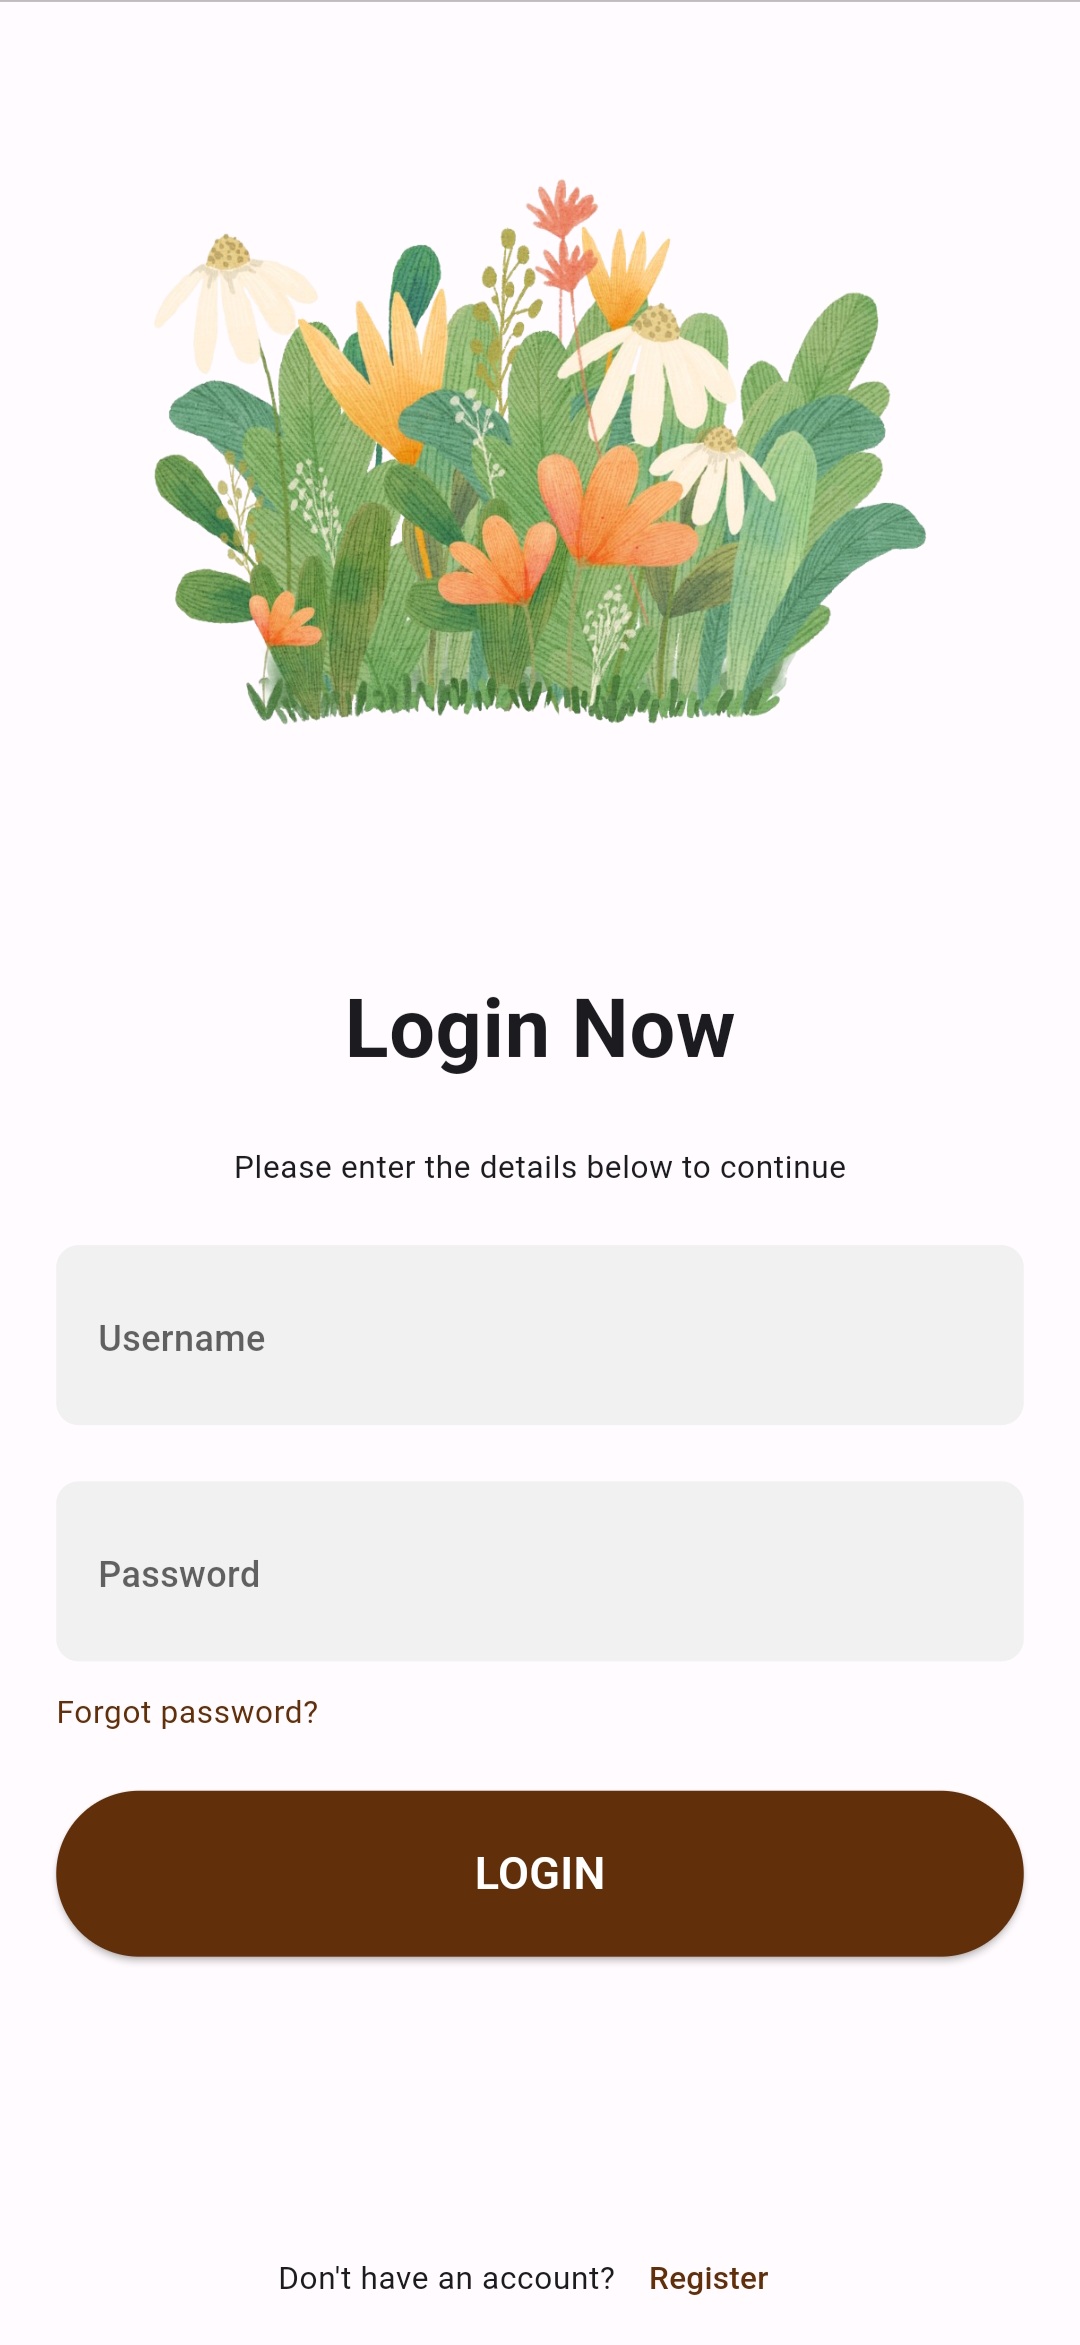 Login Now
Please enter the details below to continue
Username
Password
Forgot password?
LOGIN
Don't have an account? Register